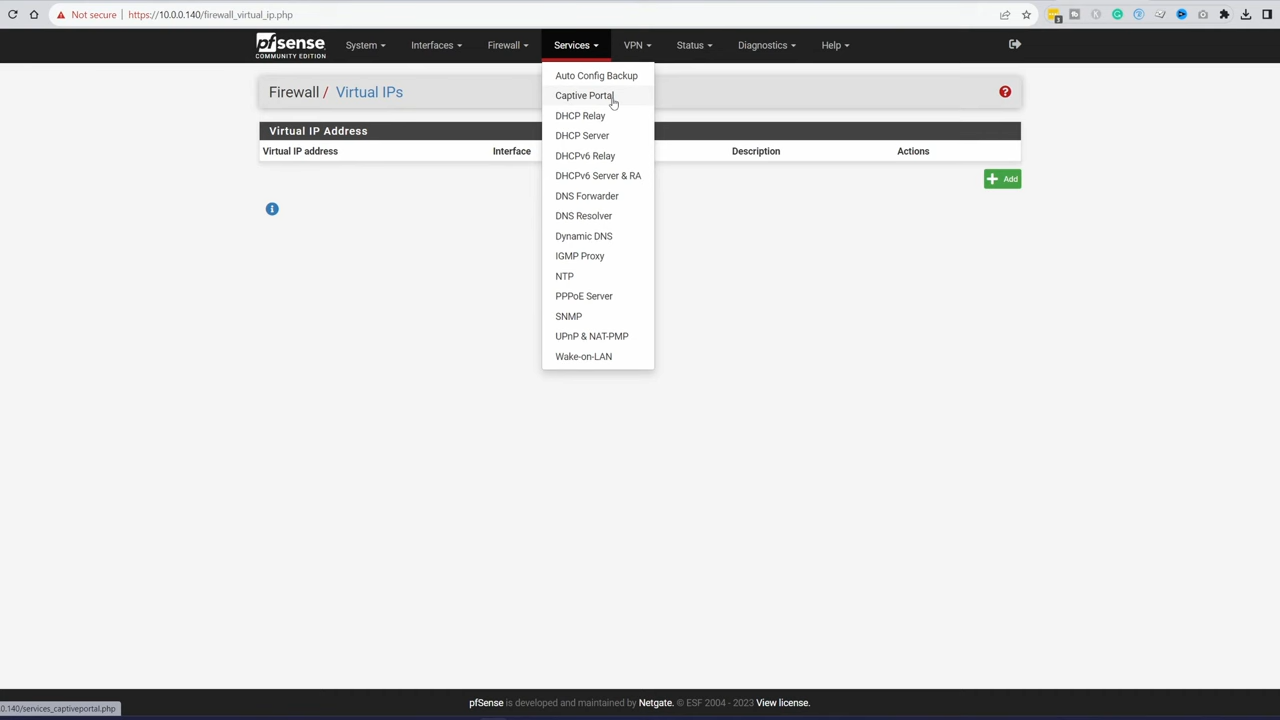 Not secure https://10.0.0.140/firewall_virtual_ip.php
pfsense
COMMUNITY EDITION
System Interfaces Firewall Services VPN Status Diagnostics Help
Firewall / Virtual IPs
Virtual IP Address
Virtual IP address Interface Description Actions
Add
Auto Config Backup
Captive Portal
DHCP Relay
DHCP Server
DHCPv6 Relay
DHCPv6 Server & RA
DNS Forwarder
DNS Resolver
Dynamic DNS
IGMP Proxy
NTP
PPPoE Server
SNMP
UPnP & NAT-PMP
Wake-on-LAN
pfSense is developed and maintained by Netgate. © ESF 2004 - 2023 View license.
.0.140/services_captiveportal.php